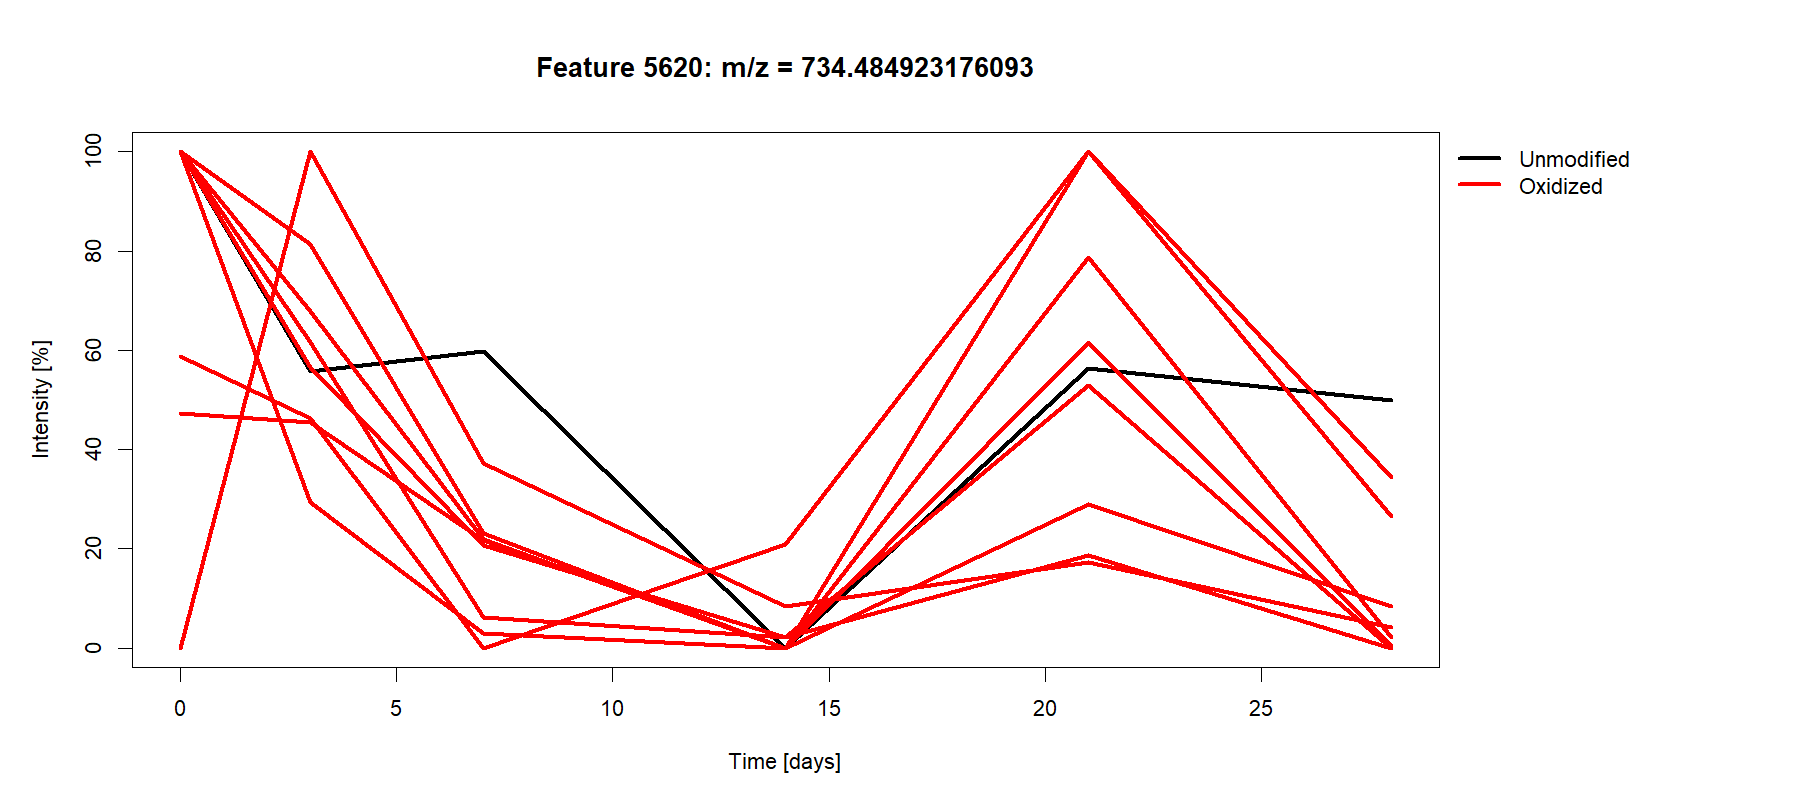 Feature 5620: m/z = 734.484923176093
Unmodified
Oxidized
Intensity [%]
100
80
60
40
20
0
0 5 10 15 20 25
Time [days]